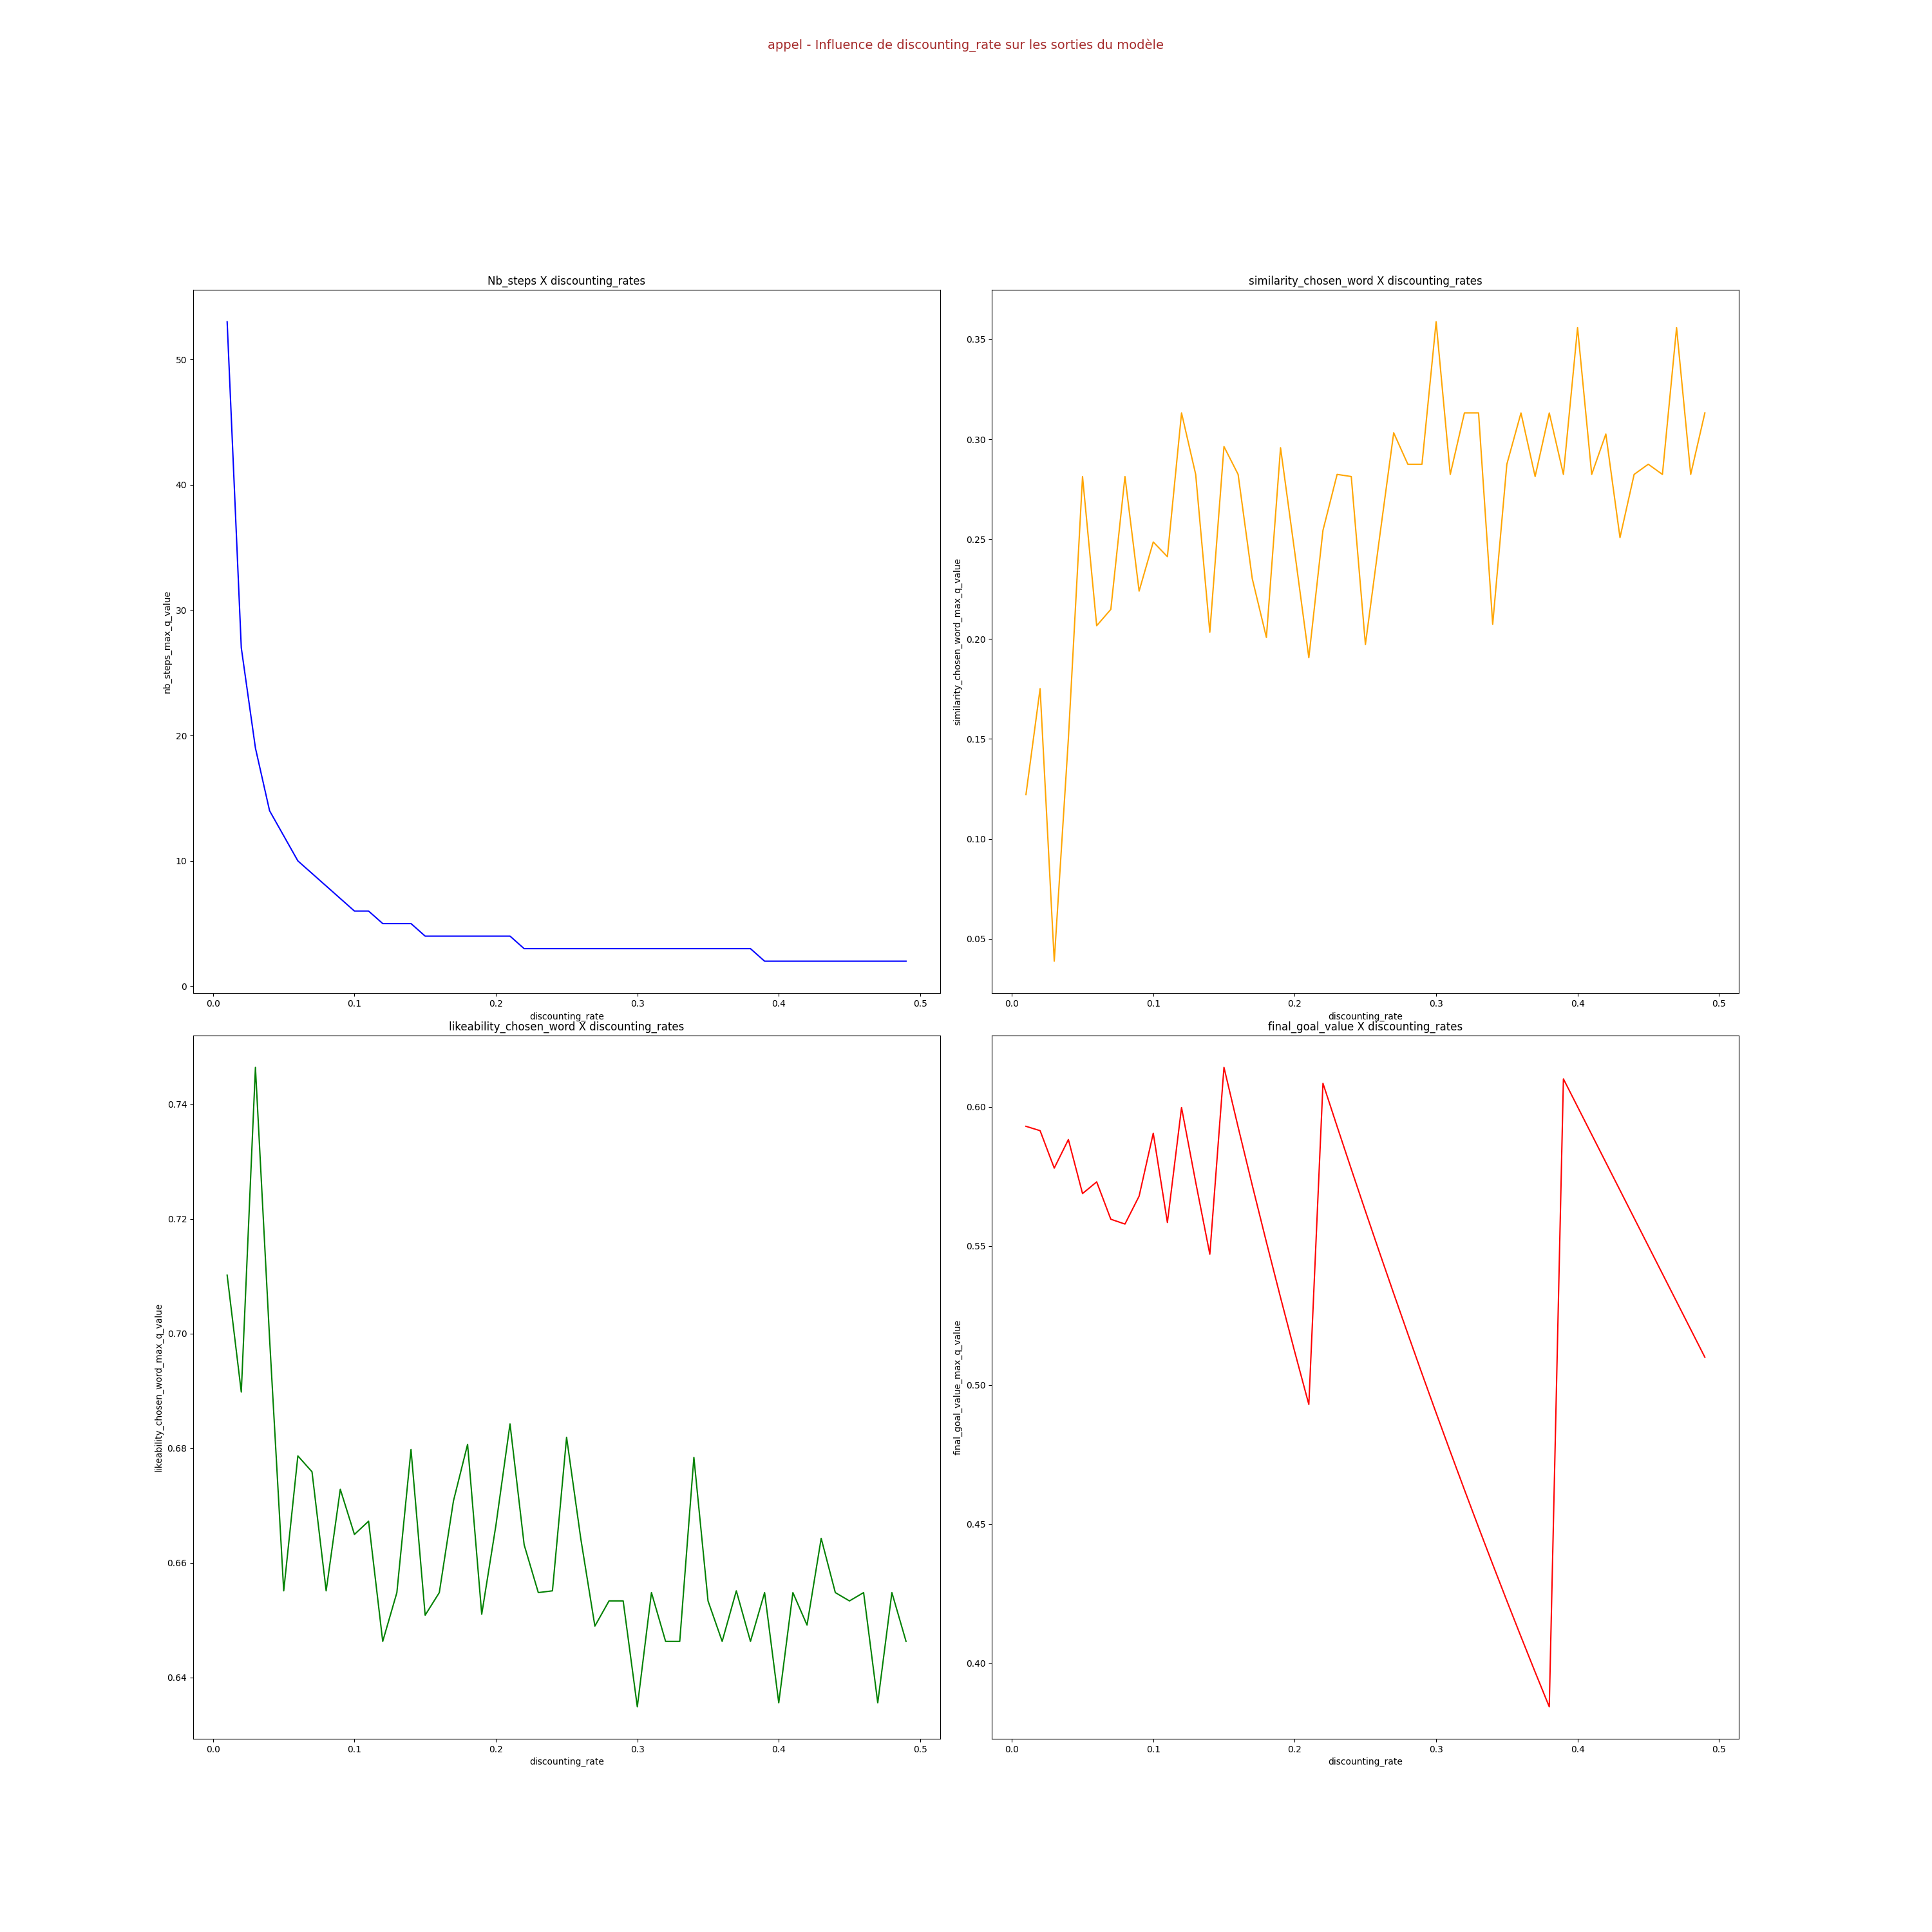 appel - Influence de discounting_rate sur les sorties du modèle
Nb_steps X discounting_rates
nb_steps_max_q_value
50
40
30
20
10
0
0.0 0.1 0.2 0.3 0.4 0.5
discounting_rate
similarity_chosen_word X discounting_rates
similarity_chosen_word_max_q_value
0.35
0.30
0.25
0.20
0.15
0.10
0.05
0.0 0.1 0.2 0.3 0.4 0.5
discounting_rate
likeability_chosen_word X discounting_rates
likeability_chosen_word_max_q_value
0.74
0.72
0.70
0.68
0.66
0.64
0.0 0.1 0.2 0.3 0.4 0.5
discounting_rate
final_goal_value X discounting_rates
final_goal_value_max_q_value
0.60
0.55
0.50
0.45
0.40
0.0 0.1 0.2 0.3 0.4 0.5
discounting_rate